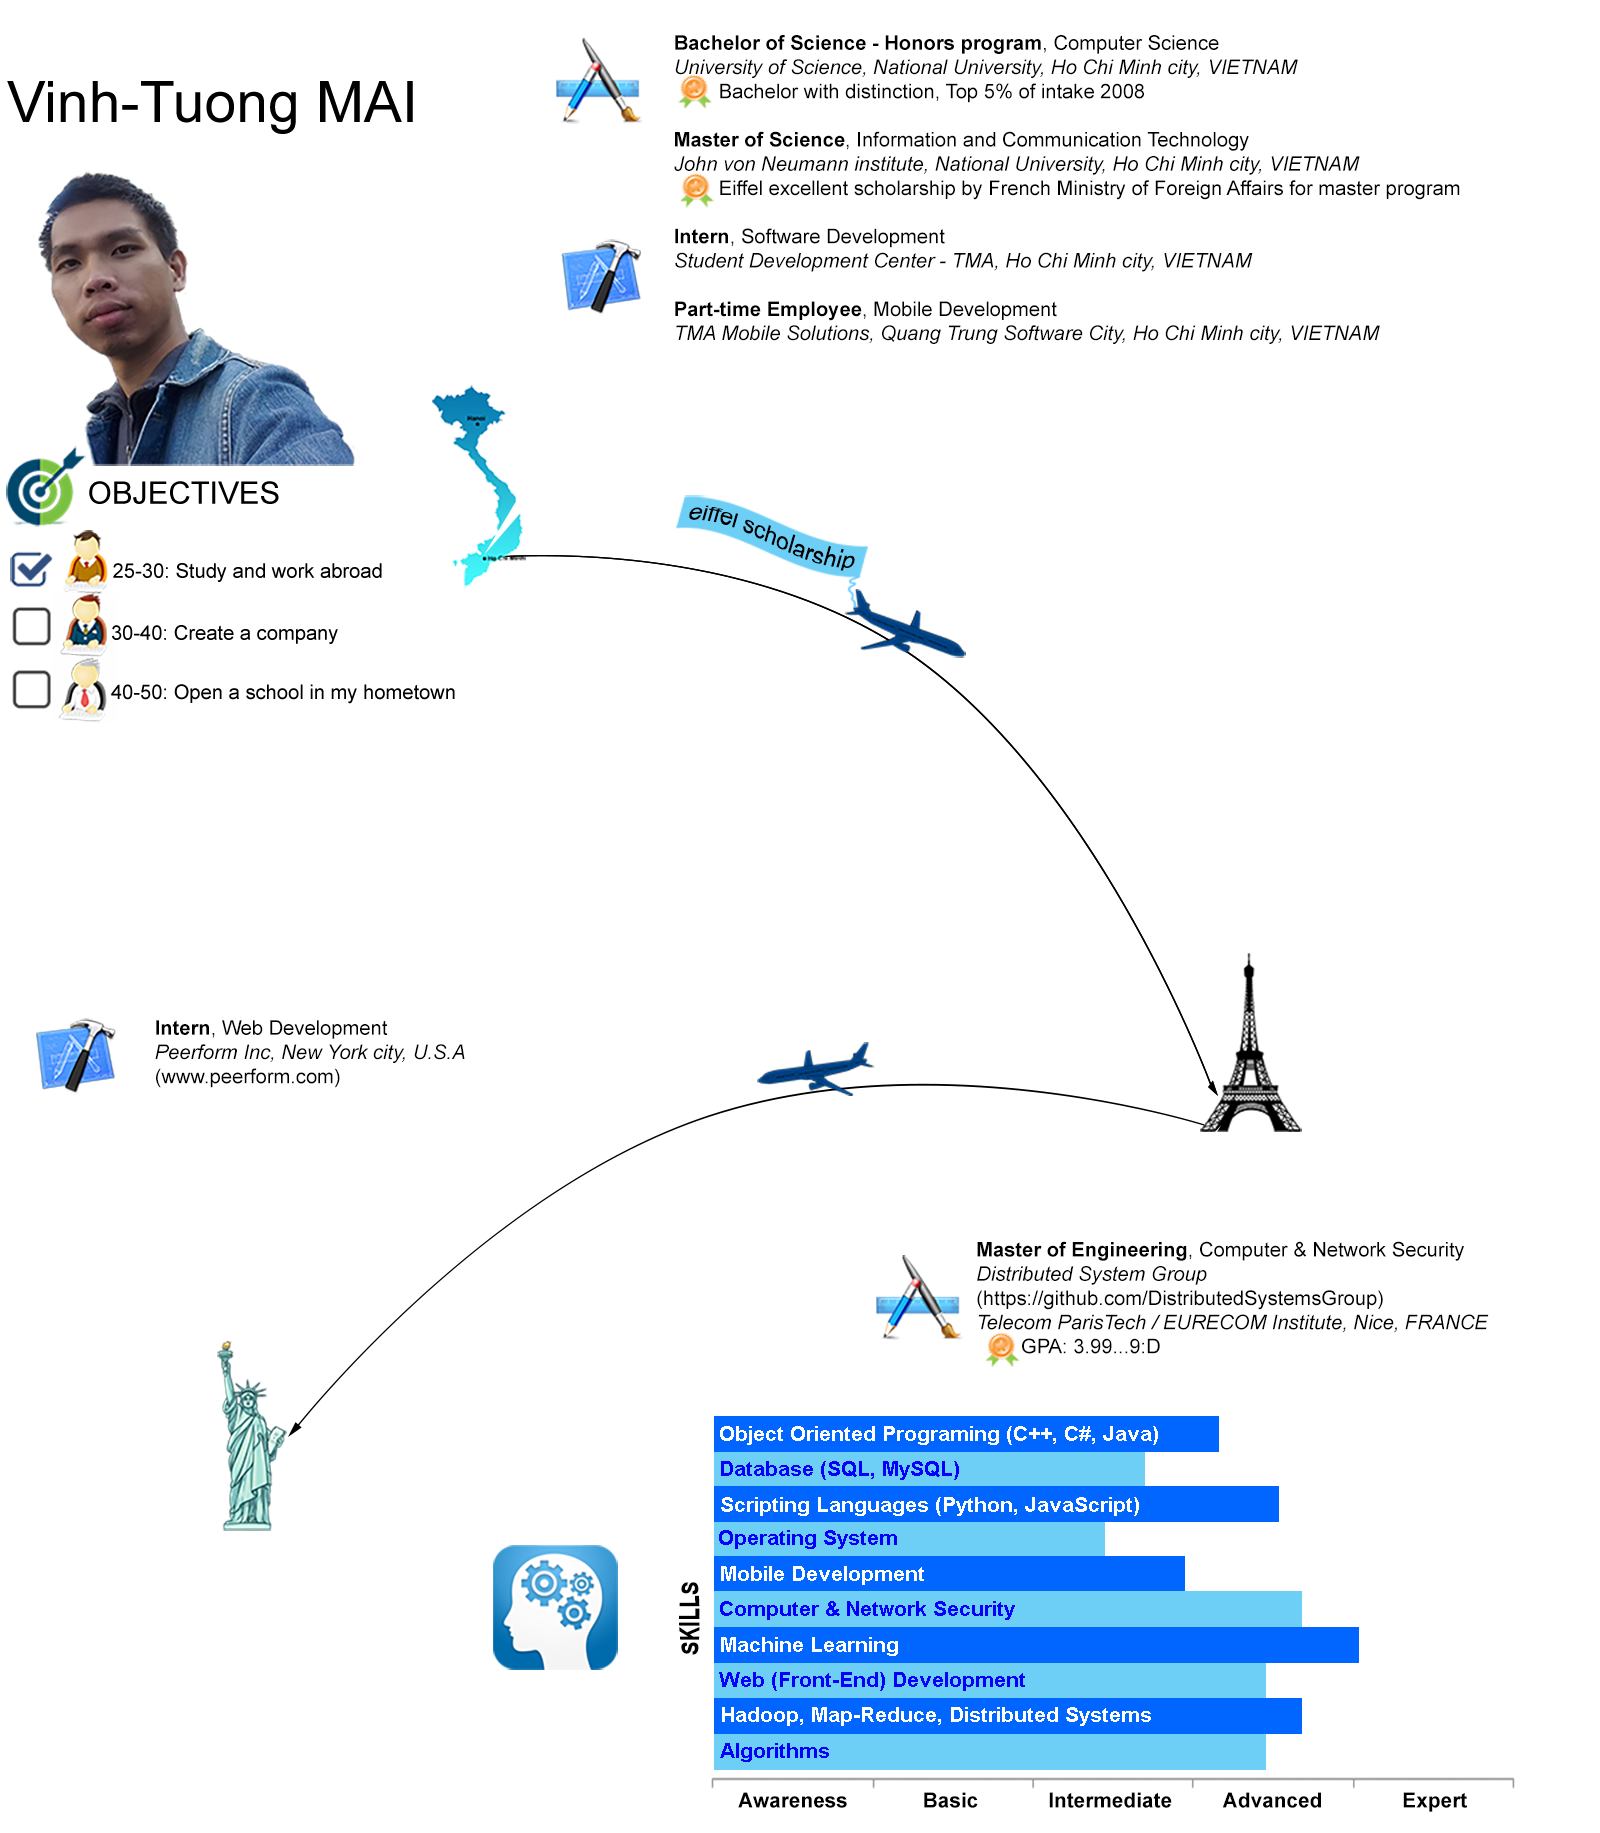 Vinh-Tuong MAI
Bachelor of Science - Honors program, Computer Science
University of Science, National University, Ho Chi Minh city, VIETNAM
Bachelor with distinction, Top 5% of intake 2008
Master of Science, Information and Communication Technology
John von Neumann institute, National University, Ho Chi Minh city, VIETNAM
Eiffel excellent scholarship by French Ministry of Foreign Affairs for master program
Intern, Software Development
Student Development Center - TMA, Ho Chi Minh city, VIETNAM
Part-time Employee, Mobile Development
TMA Mobile Solutions, Quang Trung Software City, Ho Chi Minh city, VIETNAM
Hanoi
Ho Chi Minh
OBJECTIVES
25-30: Study and work abroad
30-40: Create a company
40-50: Open a school in my hometown
eiffel scholarship
Intern, Web Development
Peerform Inc, New York city, U.S.A
(www.peerform.com)
Master of Engineering, Computer & Network Security
Distributed System Group
(https://github.com/DistributedSystemsGroup)
Telecom ParisTech / EURECOM Institute, Nice, FRANCE
GPA: 3.99...9:D
sKILLs
Object Oriented Programing (C++, C#, Java)
Database (SQL, MySQL)
Scripting Languages (Python, JavaScript)
Operating System
Mobile Development
Computer & Network Security
Machine Learning
Web (Front-End) Development
Hadoop, Map-Reduce, Distributed Systems
Algorithms
Awareness Basic Intermediate Advanced Expert